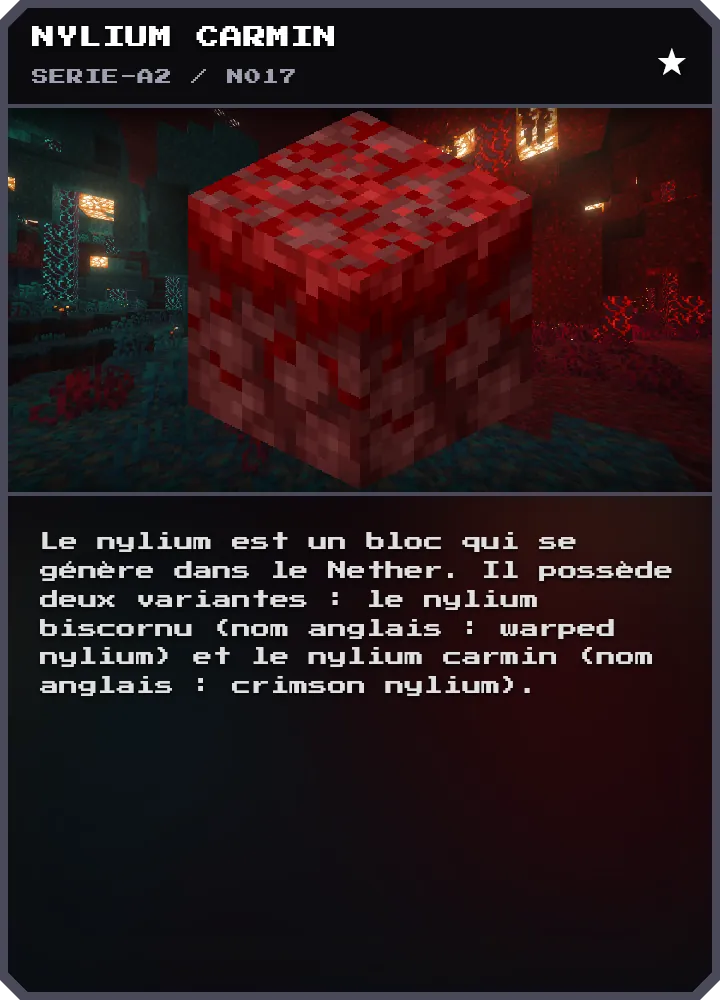 NYLIUM CARMIN
SERIE-A2 / NO17
Le nylium est un bloc qui se
génère dans le Nether. Il possède
deux variantes : le nylium
biscornu (nom anglais : warped
nylium) et le nylium carmin (nom
anglais : crimson nylium).